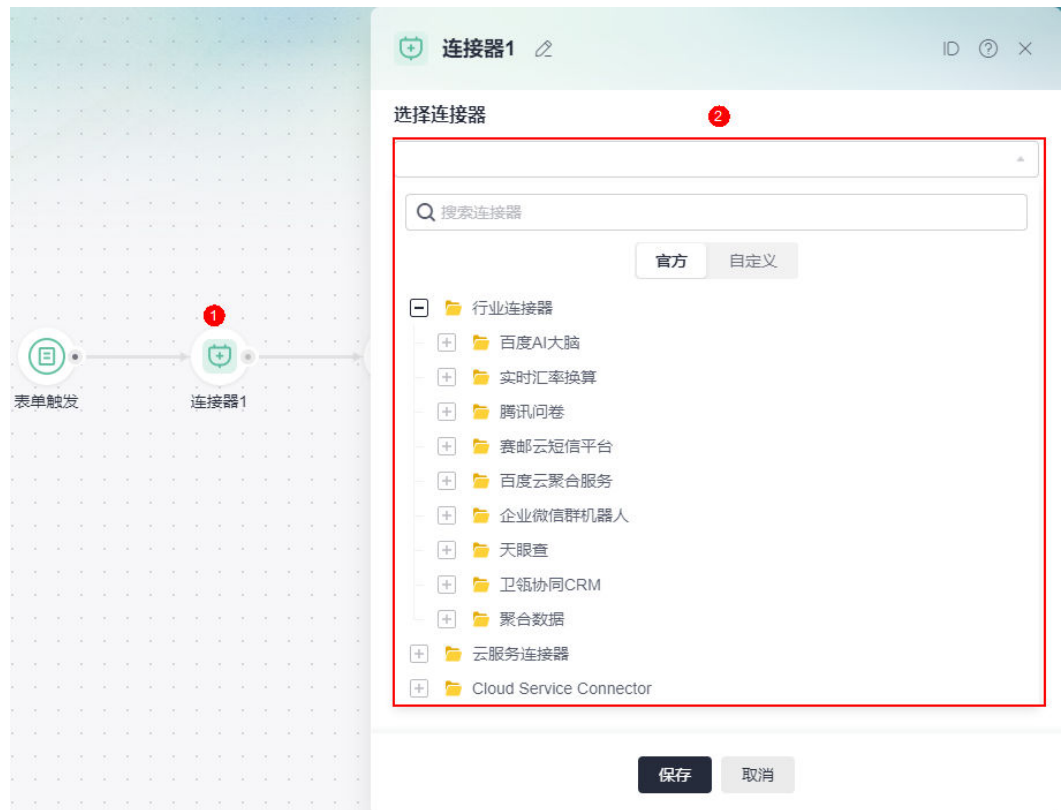 连接器1
ID
选择连接器
2
搜索连接器
官方 自定义
行业连接器
1
百度AI大脑
实时汇率换算
表单触发
连接器1
腾讯问卷
赛邮云短信平台
百度云聚合服务
企业微信群机器人
天眼查
卫瓴协同CRM
聚合数据
云服务连接器
Cloud Service Connector
保存 取消